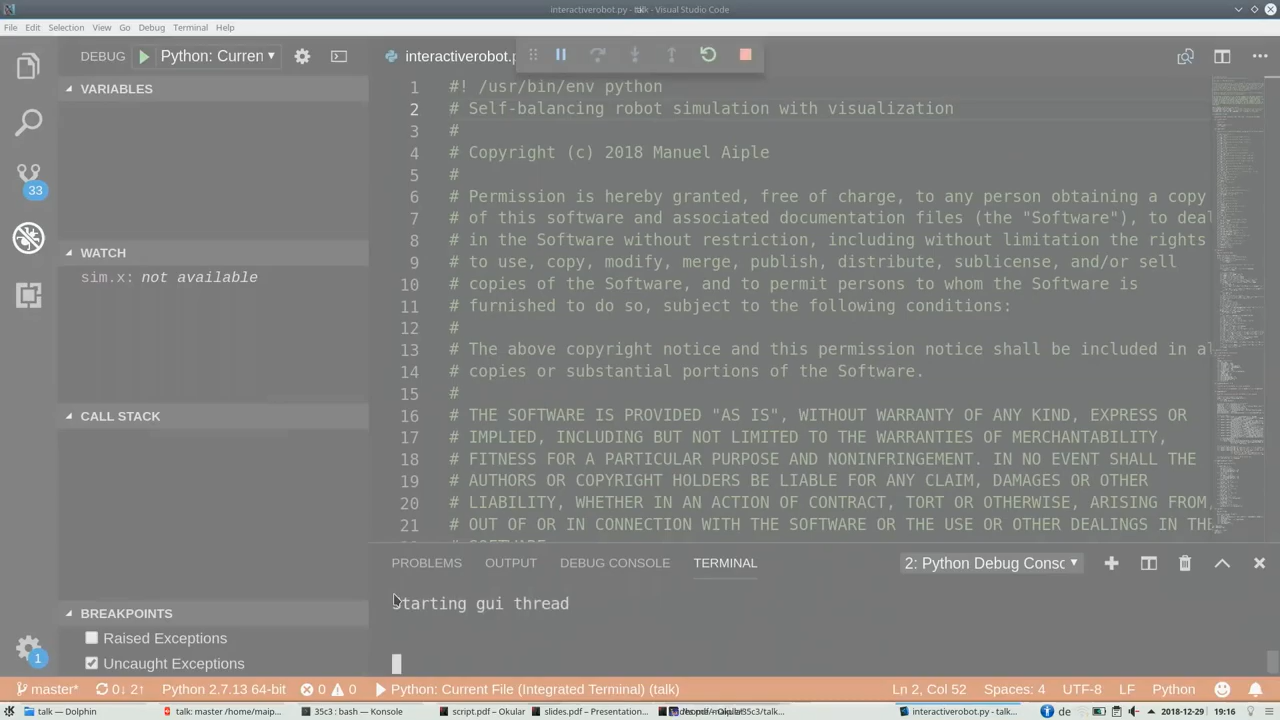 interactiverobot.py - talk - Visual Studio Code
File Edit Selection View Go Debug Terminal Help
DEBUG Python: Curren
interactiverobot.p
VARIABLES
WATCH
sim.x: not available
CALL STACK
BREAKPOINTS
Raised Exceptions
Uncaught Exceptions
33
1
1 #! /usr/bin/env python
2 # Self-balancing robot simulation with visualization
3 #
4 # Copyright (c) 2018 Manuel Aiple
5 #
6 # Permission is hereby granted, free of charge, to any person obtaining a copy
7 # of this software and associated documentation files (the "Software"), to deal
8 # in the Software without restriction, including without limitation the rights
9 # to use, copy, modify, merge, publish, distribute, sublicense, and/or sell
10 # copies of the Software, and to permit persons to whom the Software is
11 # furnished to do so, subject to the following conditions:
12 #
13 # The above copyright notice and this permission notice shall be included in al
14 # copies or substantial portions of the Software.
15 #
16 # THE SOFTWARE IS PROVIDED "AS IS", WITHOUT WARRANTY OF ANY KIND, EXPRESS OR
17 # IMPLIED, INCLUDING BUT NOT LIMITED TO THE WARRANTIES OF MERCHANTABILITY,
18 # FITNESS FOR A PARTICULAR PURPOSE AND NONINFRINGEMENT. IN NO EVENT SHALL THE
19 # AUTHORS OR COPYRIGHT HOLDERS BE LIABLE FOR ANY CLAIM, DAMAGES OR OTHER
20 # LIABILITY, WHETHER IN AN ACTION OF CONTRACT, TORT OR OTHERWISE, ARISING FROM,
21 # OUT OF OR IN CONNECTION WITH THE SOFTWARE OR THE USE OR OTHER DEALINGS IN THE
# SOFTWARE
PROBLEMS OUTPUT DEBUG CONSOLE TERMINAL 2: Python Debug Consc
Starting gui thread
master* 0↓ 2↑ Python 2.7.13 64-bit 0 0 Python: Current File (Integrated Terminal) (talk) Ln 2, Col 52 Spaces: 4 UTF-8 LF Python
talk — Dolphin talk: master /home/maip... 35c3 : bash — Konsole script.pdf – Okular slides.pdf – Presentation... interactiverobot.py - talk... de 2018-12-29 19:16